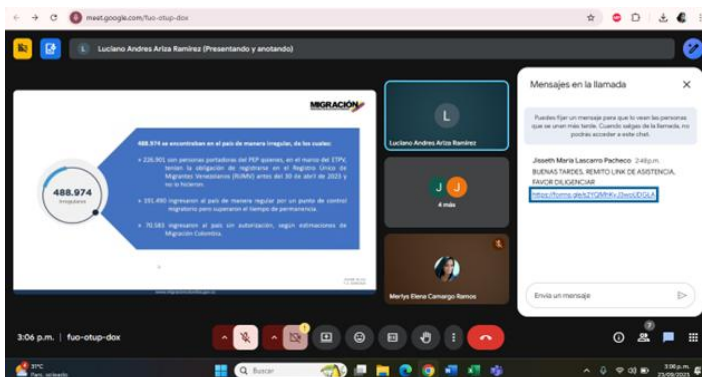 meet.google.com/fuo-otup-dox
L Luciano Andres Ariza Ramirez (Presentando y anotando)
MIGRACIÓN
488.974
Irregulares
488.974 se encontraban en el país de manera irregular, de los cuales:
» 226.901 son personas portadoras del PEP quienes, en el marco del ETPV,
tenían la obligación de registrarse en el Registro Único de
Migrantes Venezolanos (RUMV) antes del 30 de abril de 2023 y
no lo hicieron.
» 191.490 ingresaron al país de manera regular por un punto de control
migratorio pero superaron el tiempo de permanencia.
» 70.583 ingresaron al país sin autorización, según estimaciones de
Migración Colombia.
L
Luciano Andres Ariza Ramirez
J J
4 más
Merlys Elena Camargo Ramos
Mensajes en la llamada
Puedes fijar un mensaje para que lo vean las personas
que se unan más tarde. Cuando salgas de la llamada, no
podrás acceder a este chat.
Jisseth Maria Lascarro Pacheco 2:48 p.m.
BUENAS TARDES, REMITO LINK DE ASISTENCIA,
FAVOR DILIGENCIAR
Envía un mensaje
3:06 p.m. | fuo-otup-dox
7
31°C
Parc. soleado
Buscar
3:06 p.m.
23/09/2025